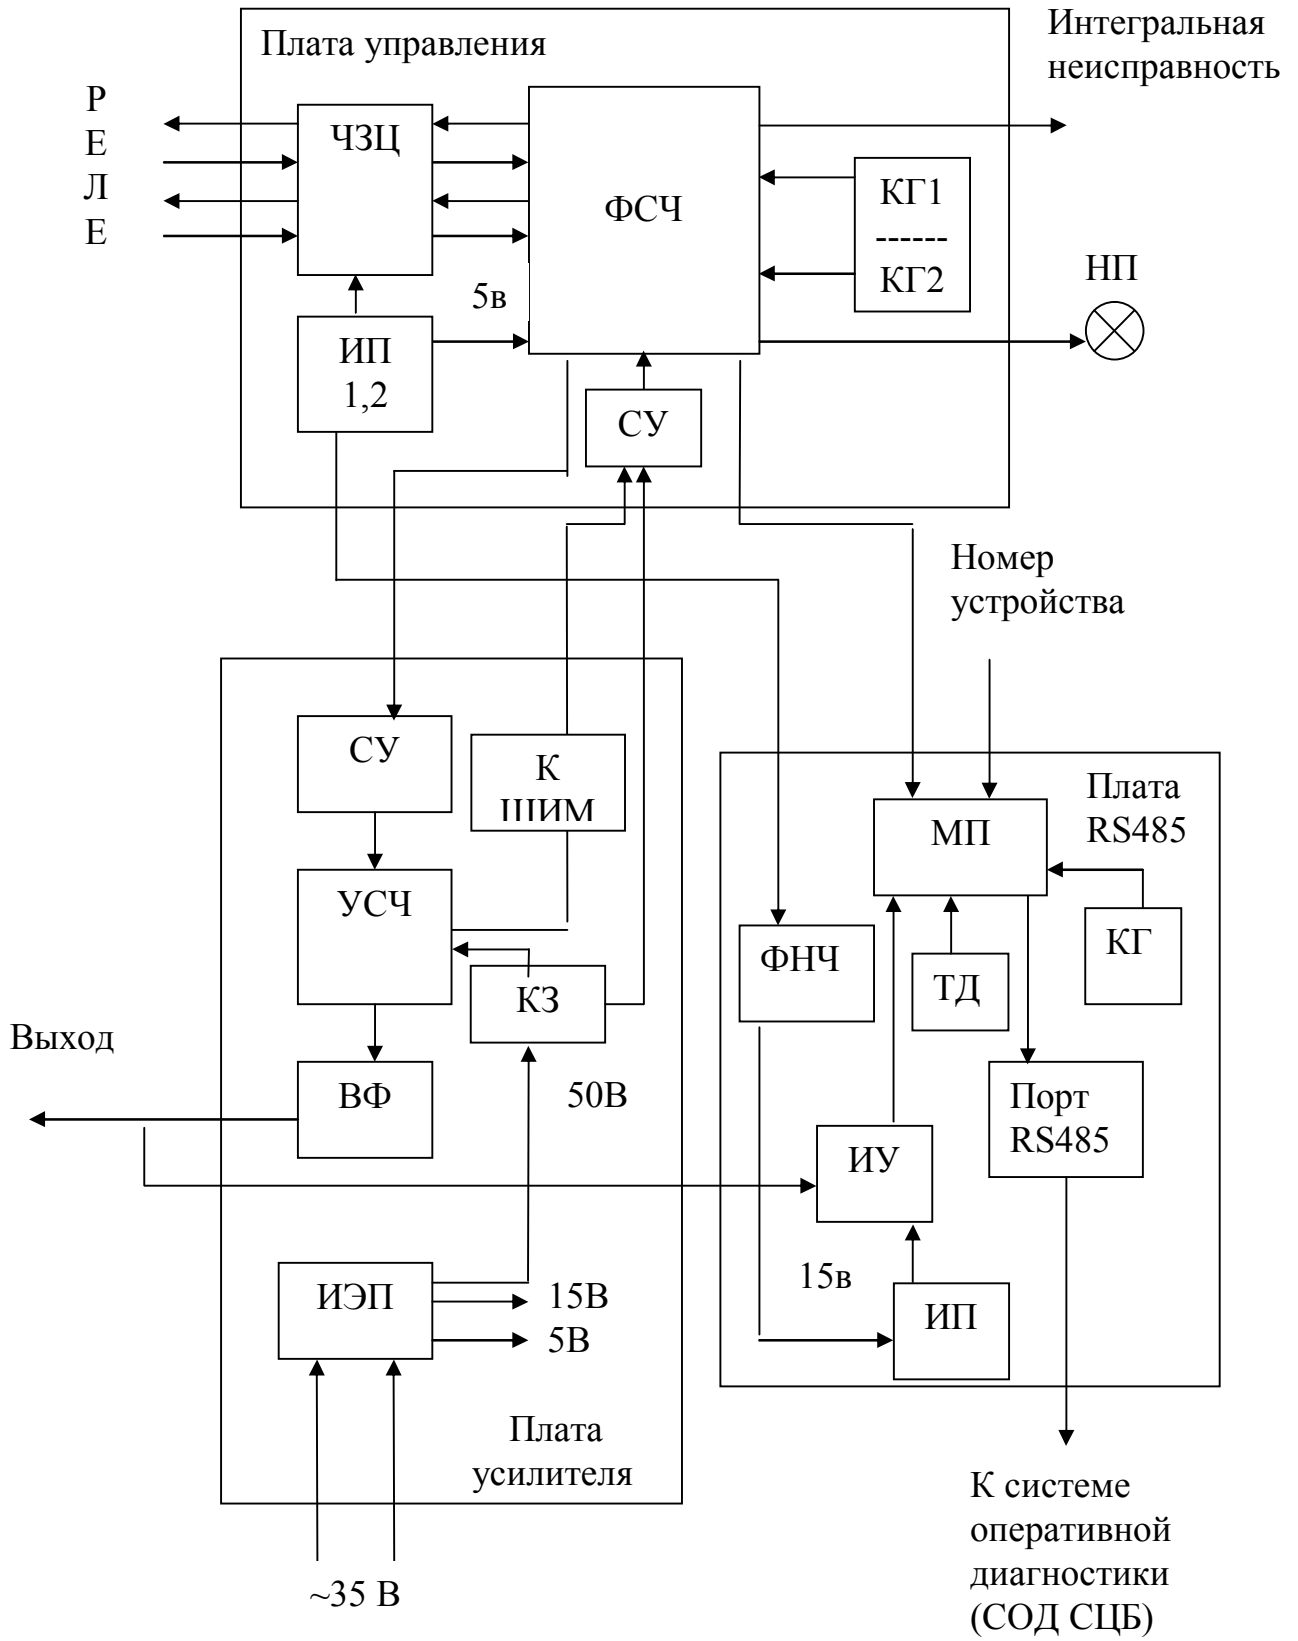 Плата управления
Интегральная
неисправность
Р
Е
Л
Е
ЧЗЦ
ФСЧ
КГ1
------
КГ2
НП
5в
ИП
1,2
СУ
Номер
устройства
СУ
К
ШИМ
Плата
RS485
МП
УСЧ
КЗ
ФНЧ
ТД
КГ
Выход
ВФ
50В
Порт
RS485
ИУ
15в
ИЭП
15В
5В
ИП
Плата
усилителя
~35 В
К системе
оперативной
диагностики
(СОД СЦБ)